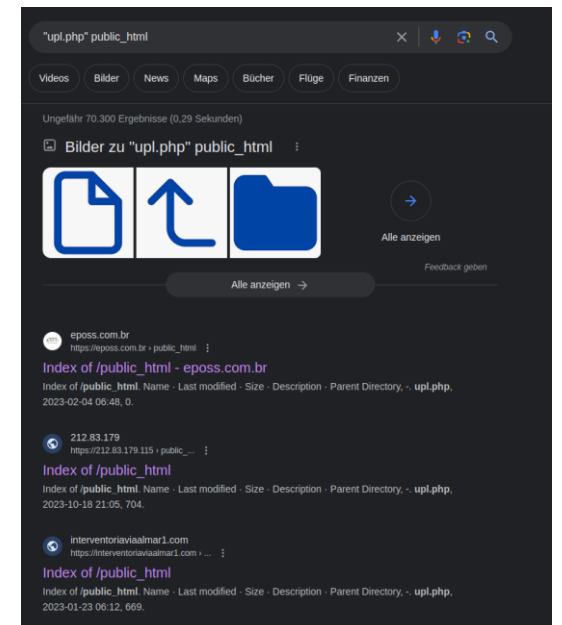 "upl.php" public_html
Videos
Bilder
News
Maps
Bücher
Flüge
Finanzen
Ungefähr 70.300 Ergebnisse (0,29 Sekunden)
Bilder zu "upl.php" public_html
Alle anzeigen
Feedback geben
Alle anzeigen →
eposs.com.br
https://eposs.com.br › public_html
Index of /public_html - eposs.com.br
Index of /public_html. Name · Last modified · Size · Description · Parent Directory, -. upl.php,
2023-02-04 06:48, 0.
212.83.179
https://212.83.179.115 › public_...
Index of /public_html
Index of /public_html. Name · Last modified · Size · Description · Parent Directory, -. upl.php,
2023-10-18 21:05, 704.
interventoriaviaalmar1.com
https://interventoriaviaalmar1.com › ...
Index of /public_html
Index of /public_html. Name · Last modified · Size · Description · Parent Directory, -. upl.php,
2023-01-23 06:12, 669.